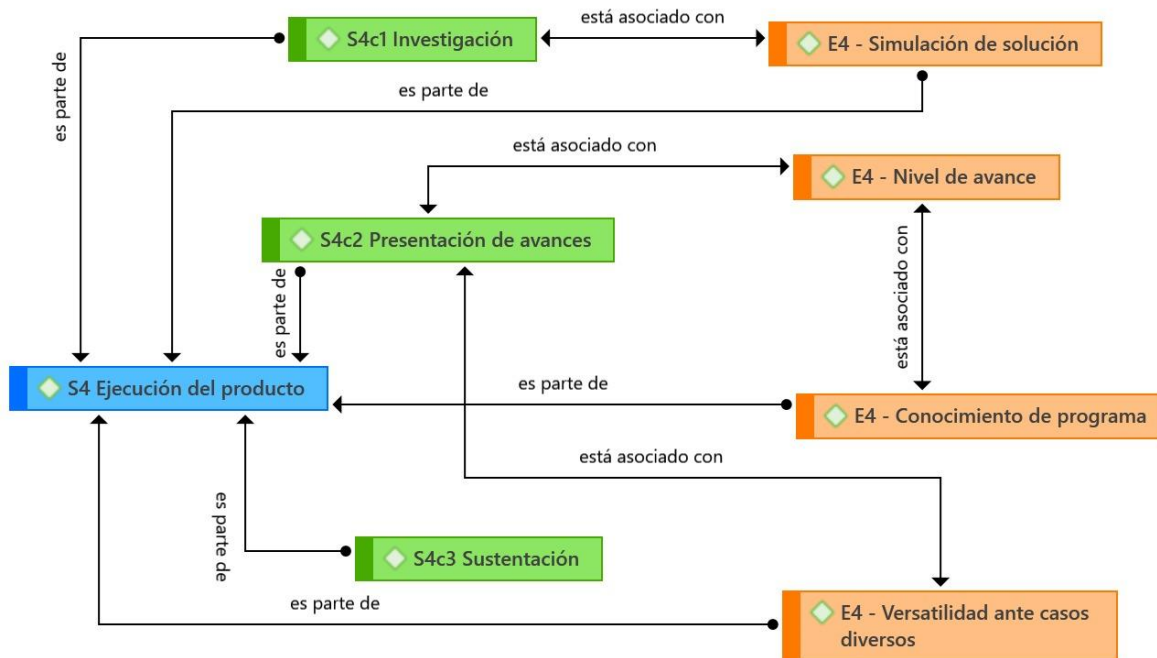 está asociado con
S4c1 Investigación
E4 - Simulación de solución
es parte de
es parte de
está asociado con
E4 - Nivel de avance
S4c2 Presentación de avances
está asociado con
es parte de
S4 Ejecución del producto
es parte de
E4 - Conocimiento de programa
está asociado con
es parte de
S4c3 Sustentación
es parte de
E4 - Versatilidad ante casos
diversos